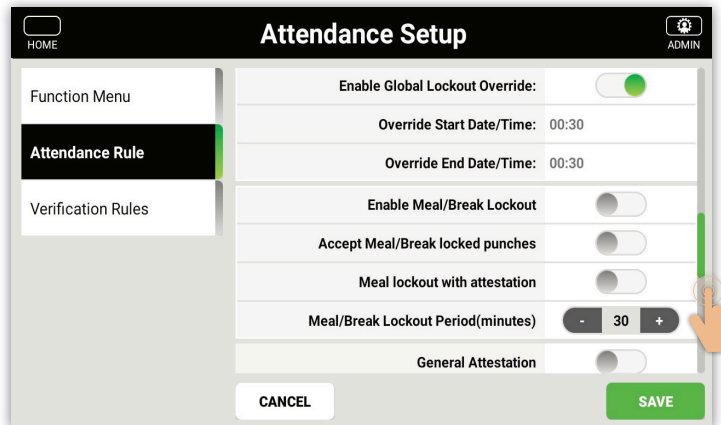 HOME
Attendance Setup
ADMIN
Function Menu
Attendance Rule
Verification Rules
Enable Global Lockout Override:
Override Start Date/Time: 00:30
Override End Date/Time: 00:30
Enable Meal/Break Lockout
Accept Meal/Break locked punches
Meal lockout with attestation
Meal/Break Lockout Period(minutes) - 30 +
General Attestation
CANCEL
SAVE